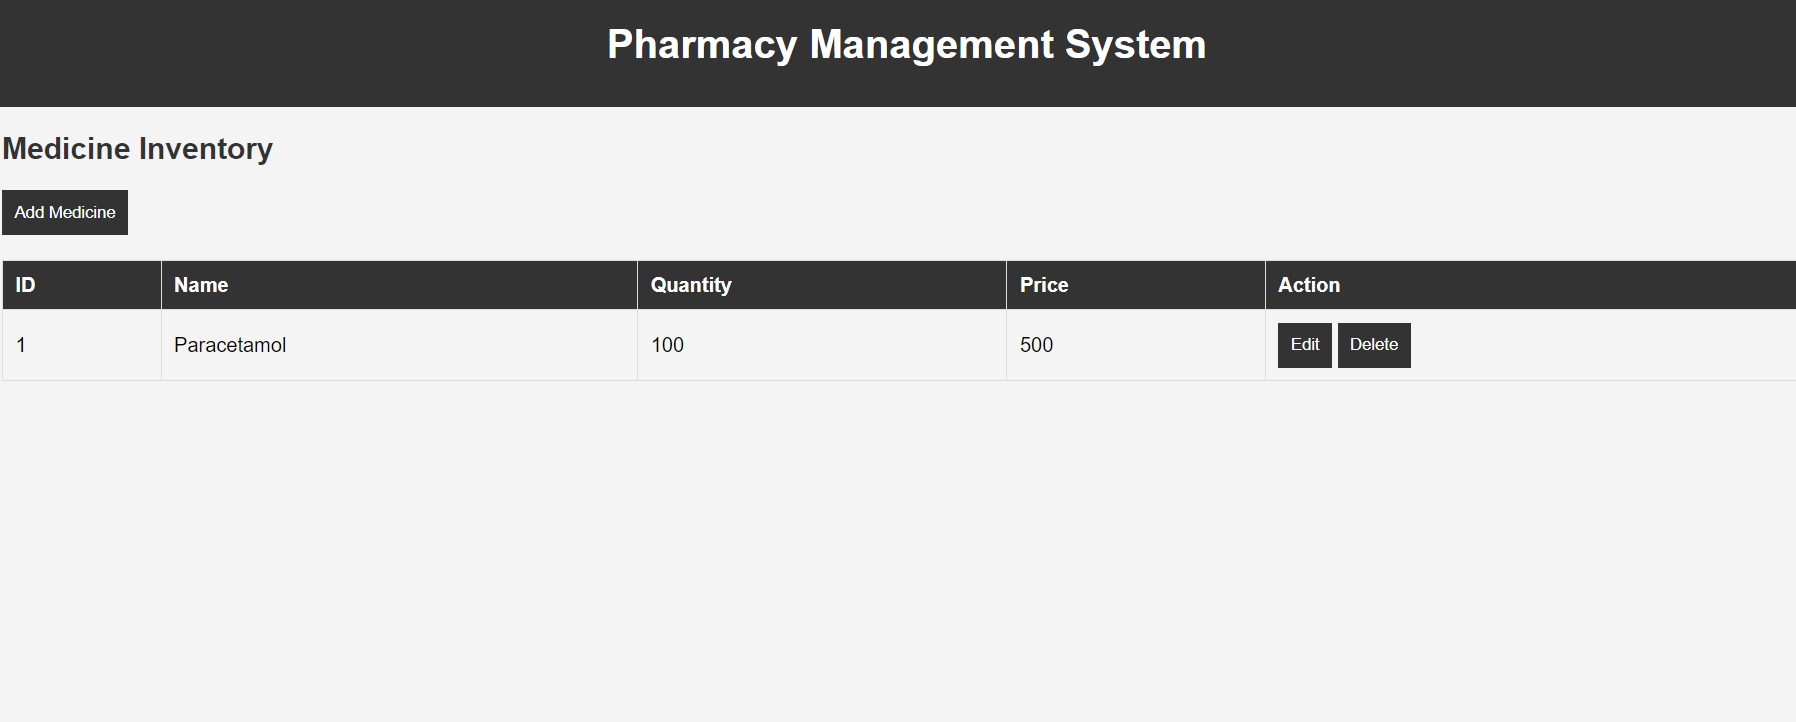 Pharmacy Management System
Medicine Inventory
Add Medicine
ID Name Quantity Price Action
1 Paracetamol 100 500 Edit Delete